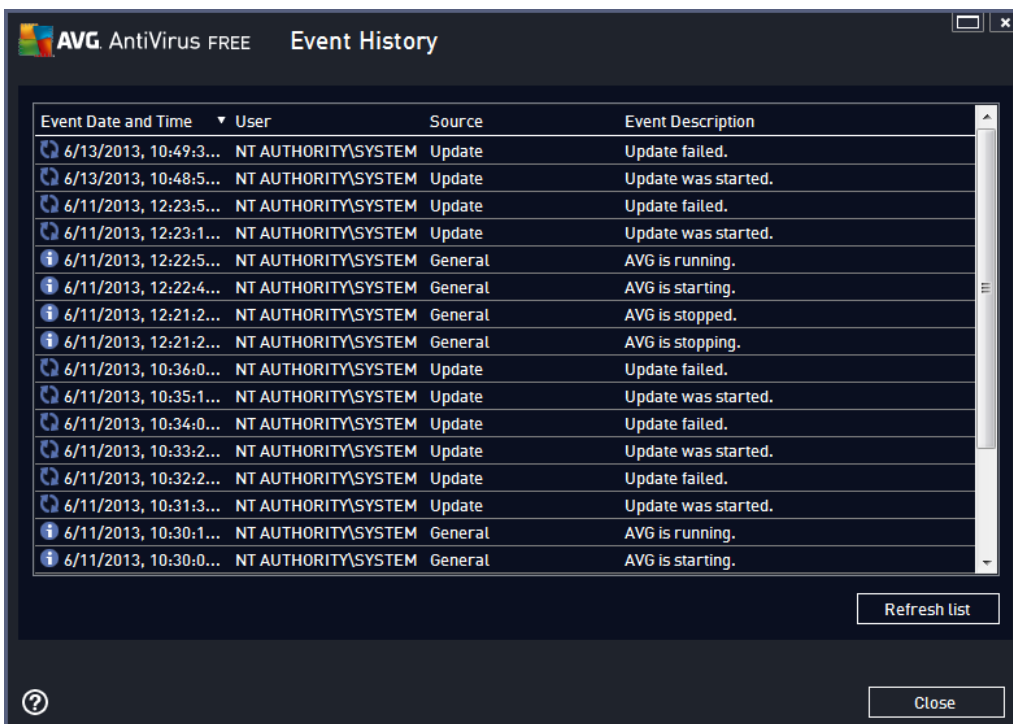 AVG. AntiVirus FREE Event History
Event Date and Time User Source Event Description
6/13/2013, 10:49:3... NT AUTHORITY\SYSTEM Update Update failed.
6/13/2013, 10:48:5... NT AUTHORITY\SYSTEM Update Update was started.
6/11/2013, 12:23:5... NT AUTHORITY\SYSTEM Update Update failed.
6/11/2013, 12:23:1... NT AUTHORITY\SYSTEM Update Update was started.
6/11/2013, 12:22:5... NT AUTHORITY\SYSTEM General AVG is running.
6/11/2013, 12:22:4... NT AUTHORITY\SYSTEM General AVG is starting.
6/11/2013, 12:21:2... NT AUTHORITY\SYSTEM General AVG is stopped.
6/11/2013, 12:21:2... NT AUTHORITY\SYSTEM General AVG is stopping.
6/11/2013, 10:36:0... NT AUTHORITY\SYSTEM Update Update failed.
6/11/2013, 10:35:1... NT AUTHORITY\SYSTEM Update Update was started.
6/11/2013, 10:34:0... NT AUTHORITY\SYSTEM Update Update failed.
6/11/2013, 10:33:2... NT AUTHORITY\SYSTEM Update Update was started.
6/11/2013, 10:32:2... NT AUTHORITY\SYSTEM Update Update failed.
6/11/2013, 10:31:3... NT AUTHORITY\SYSTEM Update Update was started.
6/11/2013, 10:30:1... NT AUTHORITY\SYSTEM General AVG is running.
6/11/2013, 10:30:0... NT AUTHORITY\SYSTEM General AVG is starting.
Refresh list
Close